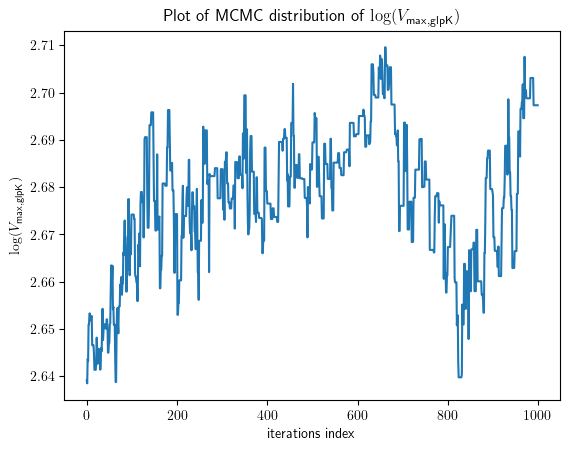 Plot of MCMC distribution of log(V_max,glpK)
2.71
2.70
2.69
2.68
2.67
2.66
2.65
2.64
log(V_max,glpK)
0 200 400 600 800 1000
iterations index